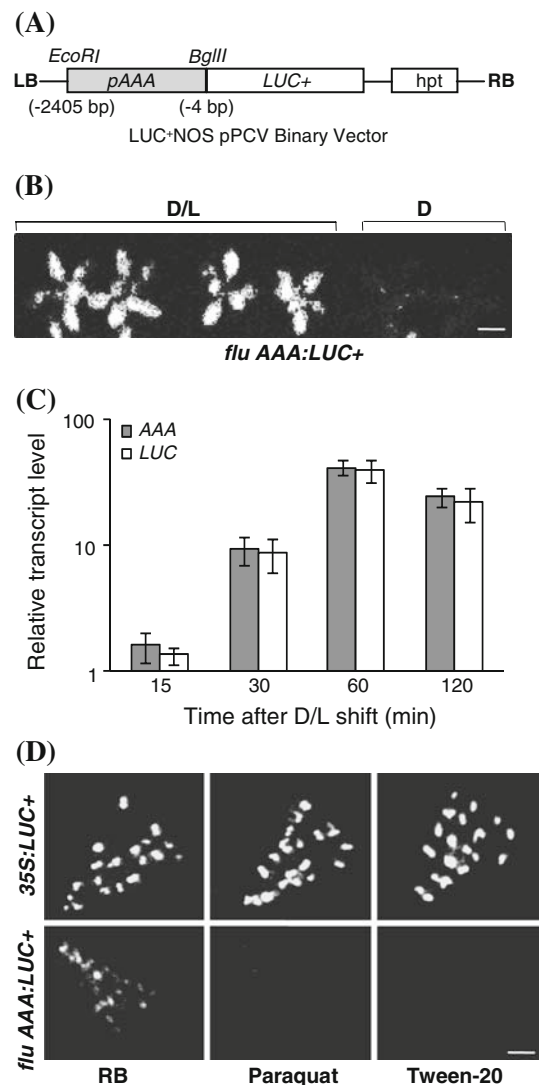 (A)
EcoRI BglII
LB pAAA LUC+ hpt RB
(-2405 bp) (-4 bp)
LUC+NOS pPCV Binary Vector
(B)
D/L D
flu AAA:LUC+
(C)
100
AAA
LUC
10
1
Relative transcript level
15 30 60 120
Time after D/L shift (min)
(D)
35S:LUC+
flu AAA:LUC+
RB Paraquat Tween-20